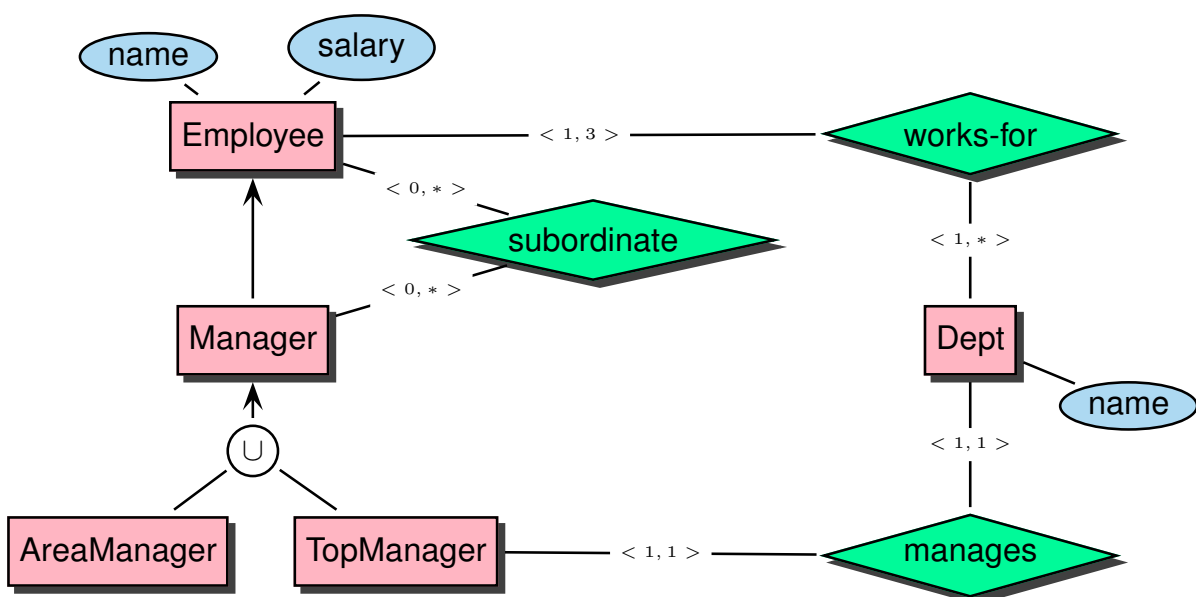 name
salary
Employee
< 1, 3 >
works-for
< 0, * >
subordinate
< 1, * >
< 0, * >
Manager
Dept
name
< 1, 1 >
∪
AreaManager
TopManager
< 1, 1 >
manages